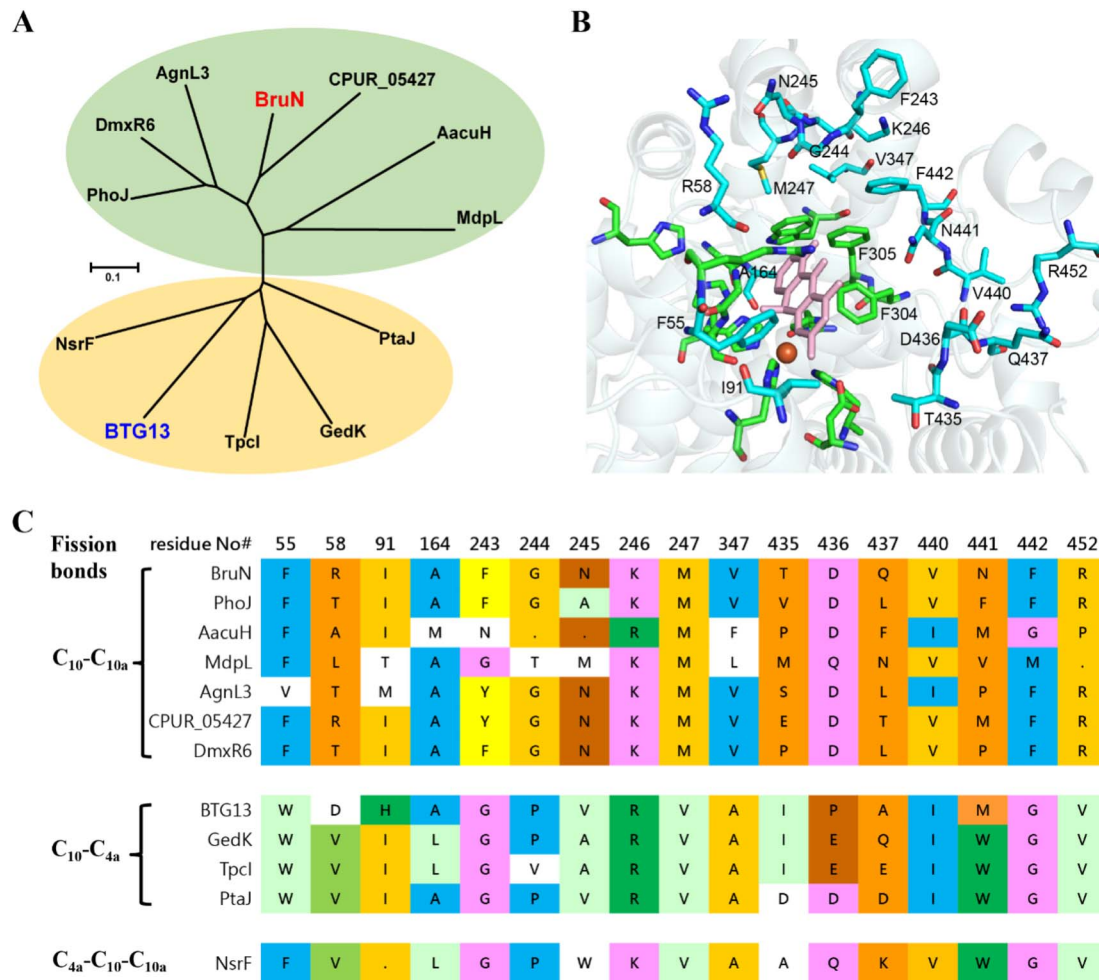 A
AgnL3
BruN
CPUR_05427
DmxR6
AacuH
PhoJ
MdpL
0.1
NsrF
PtaJ
BTG13
TpcI
GedK
B
N245
F243
K246
G244
V347
R58
M247
F442
N441
F305
R452
A164
V440
F304
F55
D436
Q437
I91
T435
C
Fission bonds
residue No# 55 58 91 164 243 244 245 246 247 347 435 436 437 440 441 442 452
C10-C10a
BruN F R I A F G N K M V T D Q V N F R
PhoJ F T I A F G A K M V V D L V F F R
AacuH F A I M N . . R M F P D F I M G P
MdpL F L T A G T M K M L M Q N V V M .
AgnL3 V T M A Y G N K M V S D L I P F R
CPUR_05427 F R I A Y G N K M V E D T V M F R
DmxR6 F T I A F G N K M V P D L V P F R
C10-C4a
BTG13 W D H A G P V R V A I P A I M G V
GedK W V I L G P A R V A I E Q I W G V
TpcI W V I L G V A R V A I E E I W G V
PtaJ W V I A G P V R V A D D D I W G V
C4a-C10-C10a
NsrF F V . L G P W K V A A Q K V W G V